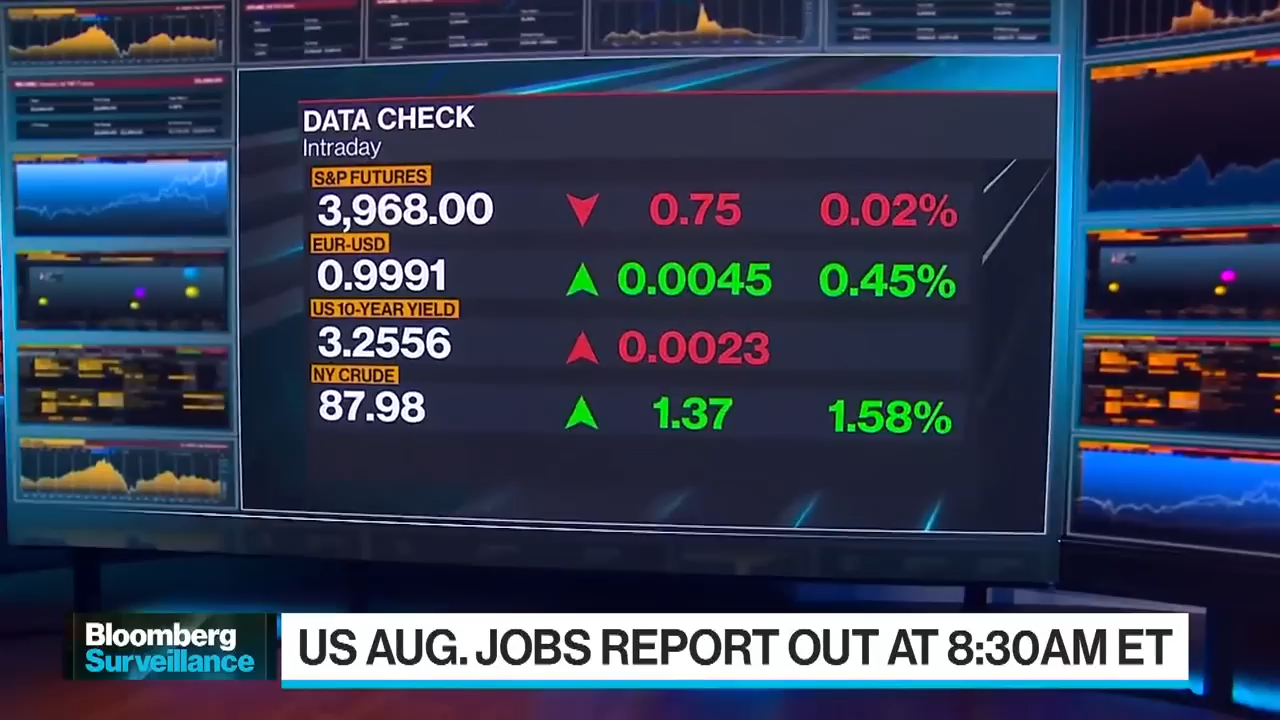 DATA CHECK
Intraday
S&P FUTURES
3,968.00 0.75 0.02%
EUR-USD
0.9991 0.0045 0.45%
US 10-YEAR YIELD
3.2556 0.0023
NY CRUDE
87.98 1.37 1.58%
Bloomberg
Surveillance
US AUG. JOBS REPORT OUT AT 8:30AM ET